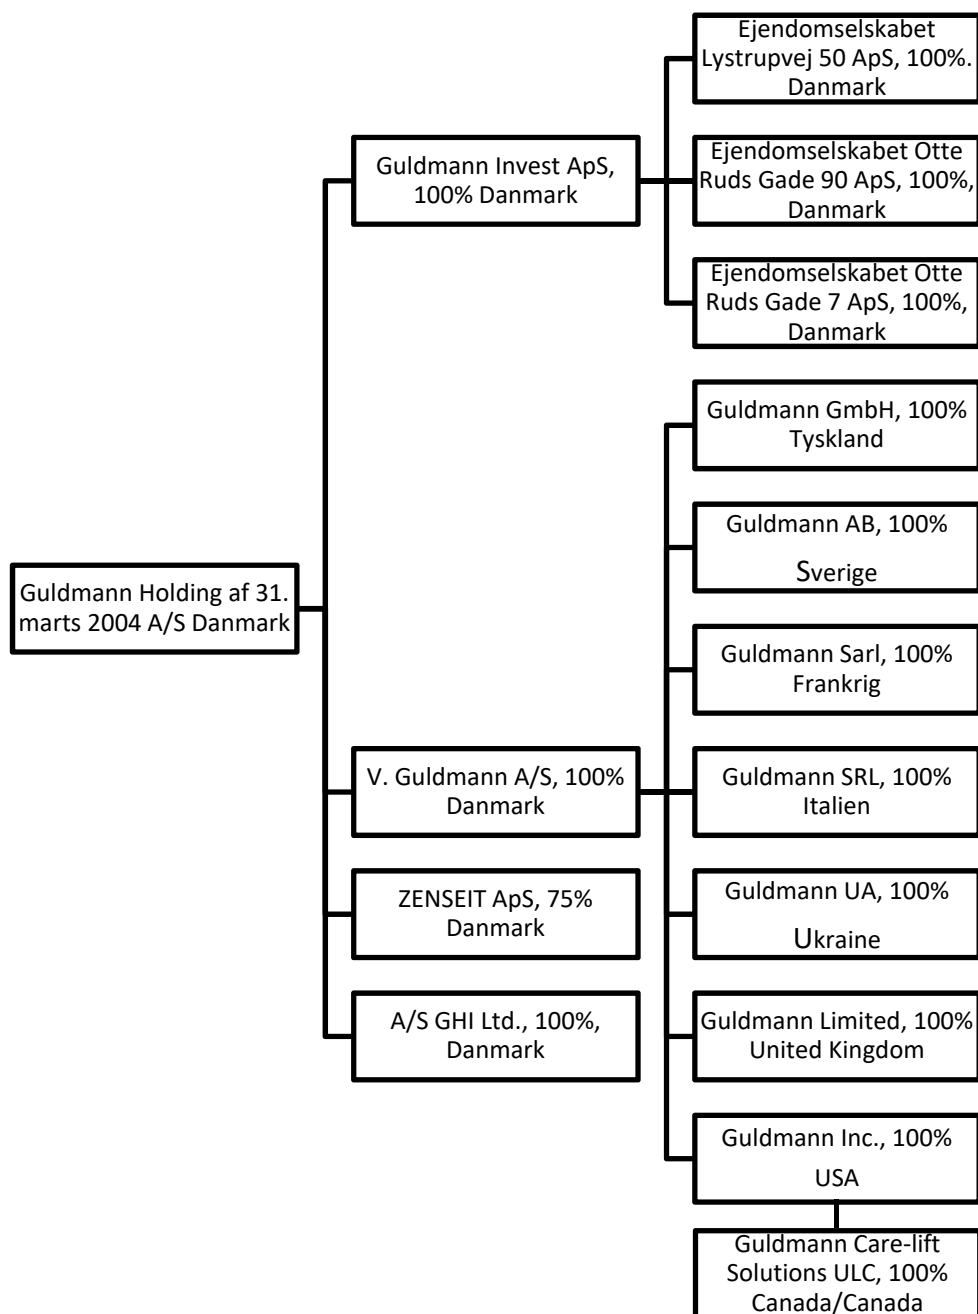 Ejendomselskabet
Lystrupvej 50 ApS, 100%.
Danmark
Guldmann Invest ApS,
100% Danmark
Ejendomselskabet Otte
Ruds Gade 90 ApS, 100%,
Danmark
Ejendomselskabet Otte
Ruds Gade 7 ApS, 100%,
Danmark
Guldmann GmbH, 100%
Tyskland
Guldmann AB, 100%
Sverige
Guldmann Holding af 31.
marts 2004 A/S Danmark
Guldmann Sarl, 100%
Frankrig
V. Guldmann A/S, 100%
Danmark
Guldmann SRL, 100%
Italien
ZENSEIT ApS, 75%
Danmark
Guldmann UA, 100%
Ukraine
A/S GHI Ltd., 100%,
Danmark
Guldmann Limited, 100%
United Kingdom
Guldmann Inc., 100%
USA
Guldmann Care-lift
Solutions ULC, 100%
Canada/Canada